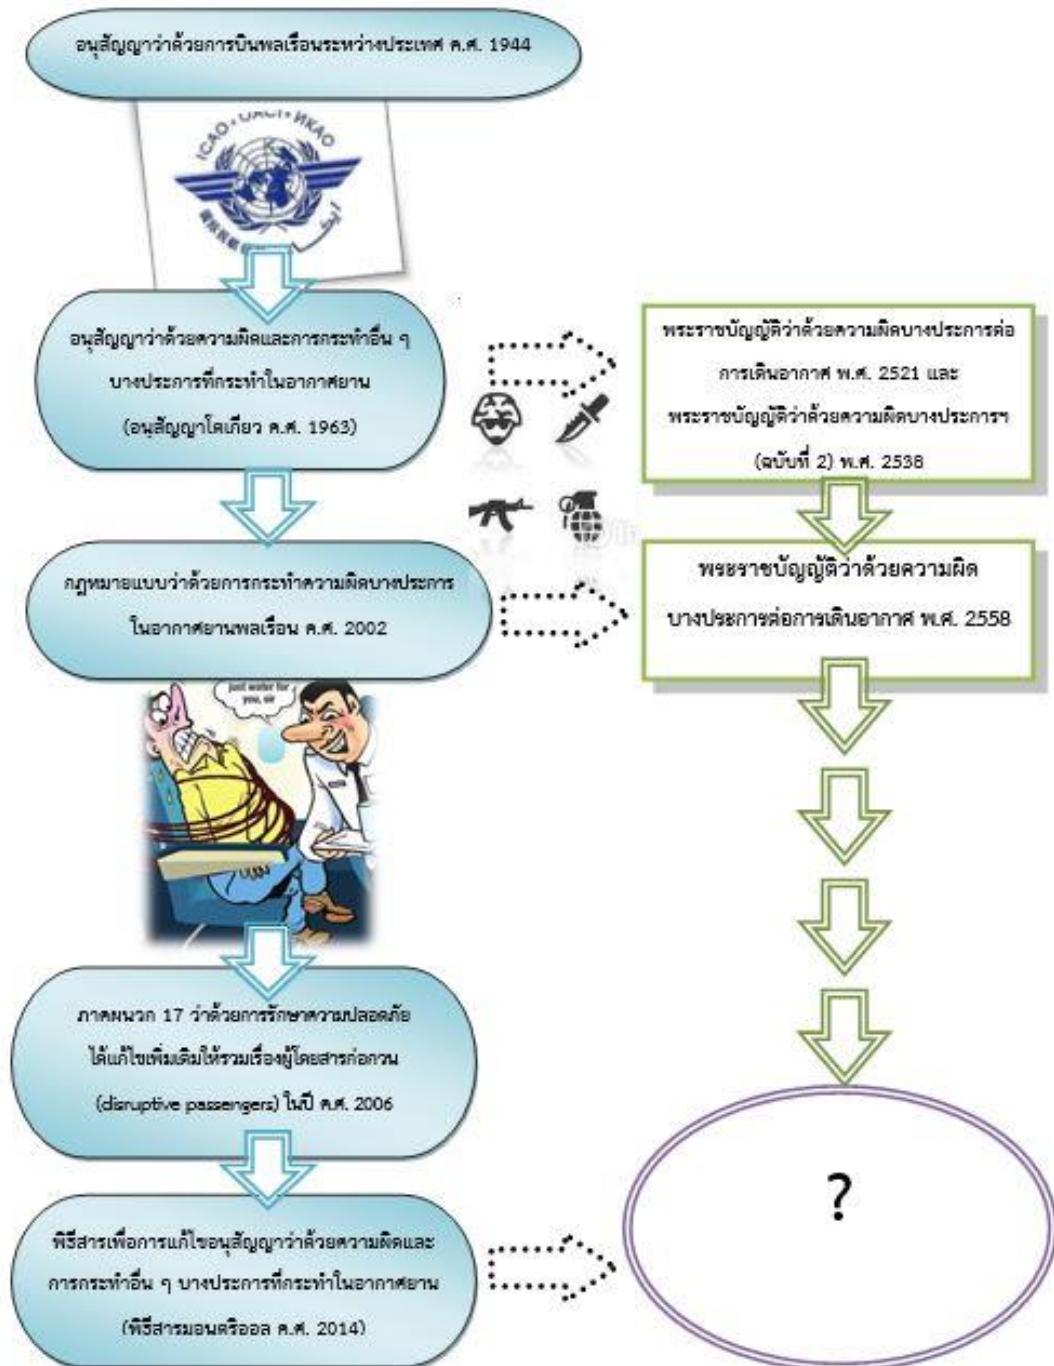 อนุสัญญาว่าด้วยการบินพลเรือนระหว่างประเทศ ค.ศ. 1944
ICAO • OACI • ИКАО
อนุสัญญาว่าด้วยความผิดและการกระทำอื่น ๆ
บางประการที่กระทำในอากาศยาน
(อนุสัญญาโตเกียว ค.ศ. 1963)
พระราชบัญญัติว่าด้วยความผิดบางประการต่อ
การเดินอากาศ พ.ศ. 2521 และ
พระราชบัญญัติว่าด้วยความผิดบางประการฯ
(ฉบับที่ 2) พ.ศ. 2538
กฎหมายแบบว่าด้วยการกระทำความผิดบางประการ
ในอากาศยานพลเรือน ค.ศ. 2002
พระราชบัญญัติว่าด้วยความผิด
บางประการต่อการเดินอากาศ พ.ศ. 2558
just water for
you, sir
ภาคผนวก 17 ว่าด้วยการรักษาความปลอดภัย
ได้แก้ไขเพิ่มเติมให้รวมเรื่องผู้โดยสารก่อกวน
(disruptive passengers) ในปี ค.ศ. 2006
?
พิธีสารเพื่อการแก้ไขอนุสัญญาว่าด้วยความผิดและ
การกระทำอื่น ๆ บางประการที่กระทำในอากาศยาน
(พิธีสารมอนตริออล ค.ศ. 2014)